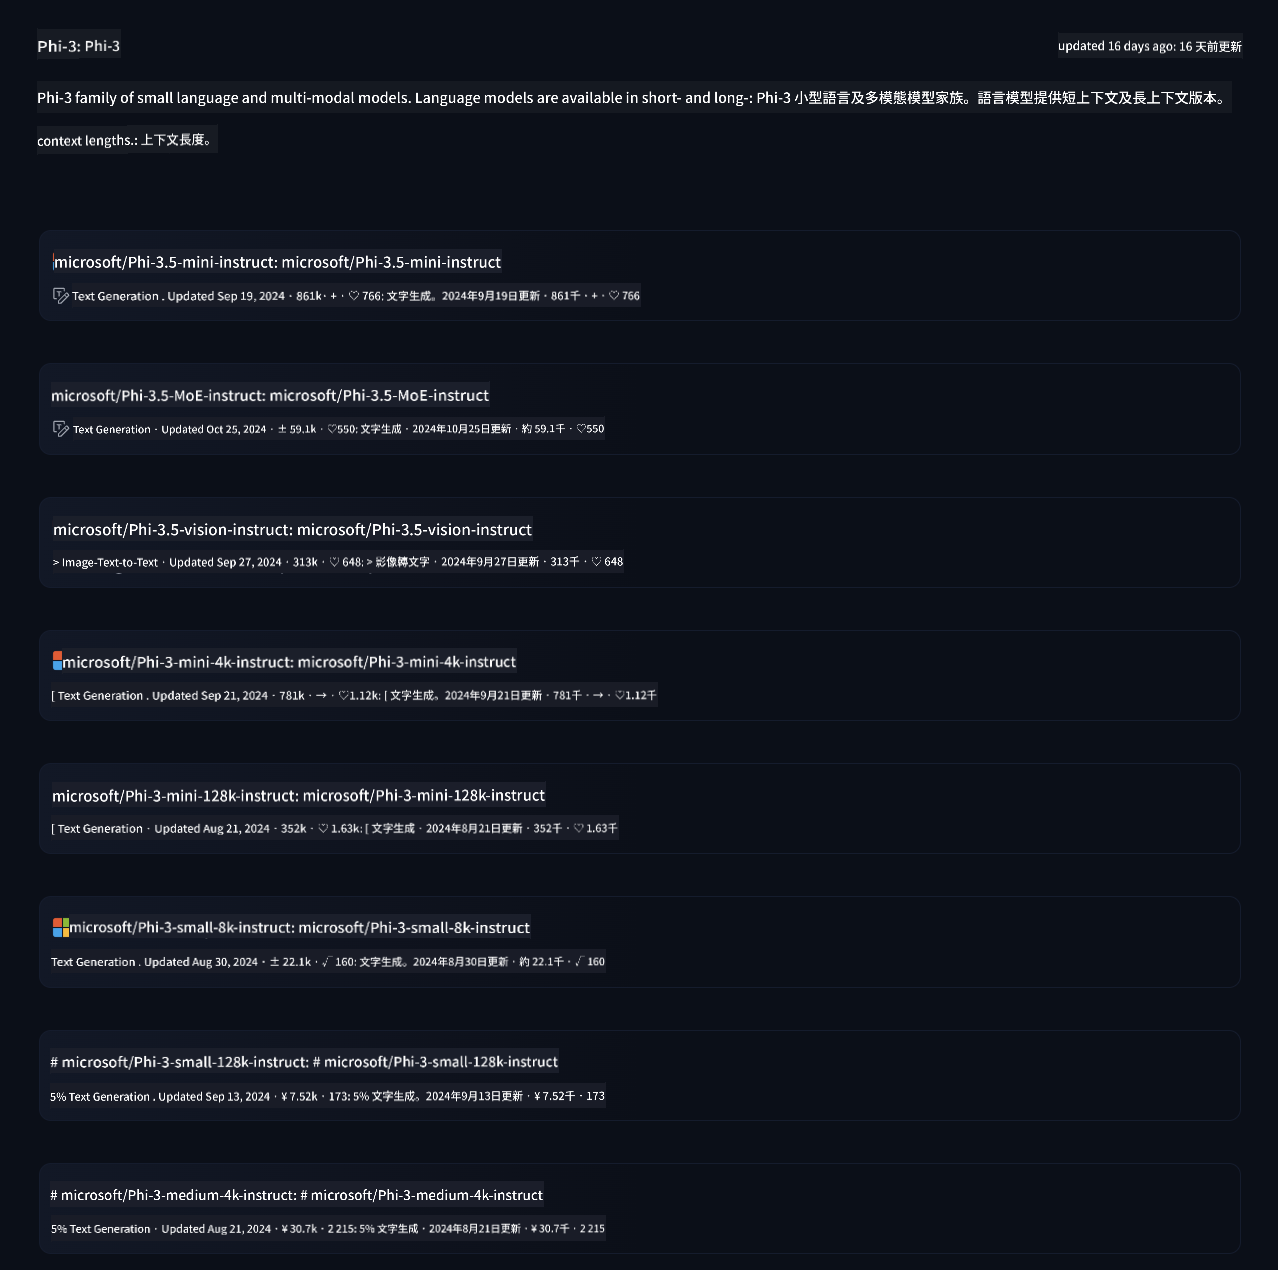 Phi-3: Phi-3
updated 16 days ago: 16 天前更新
Phi-3 family of small language and multi-modal models. Language models are available in short- and long-: Phi-3 小型語言及多模態模型家族。語言模型提供短上下文及長上下文版本。
context lengths.: 上下文長度。
microsoft/Phi-3.5-mini-instruct: microsoft/Phi-3.5-mini-instruct
Text Generation . Updated Sep 19, 2024 · 861k · + · ♡ 766: 文字生成。2024年9月19日更新 · 861千 · + · ♡ 766
microsoft/Phi-3.5-MoE-instruct: microsoft/Phi-3.5-MoE-instruct
Text Generation · Updated Oct 25, 2024 · ± 59.1k · ♡550: 文字生成 · 2024年10月25日更新 · 約 59.1千 · ♡550
microsoft/Phi-3.5-vision-instruct: microsoft/Phi-3.5-vision-instruct
> Image-Text-to-Text · Updated Sep 27, 2024 · 313k · ♡ 648: > 影像轉文字 · 2024年9月27日更新 · 313千 · ♡ 648
microsoft/Phi-3-mini-4k-instruct: microsoft/Phi-3-mini-4k-instruct
[ Text Generation . Updated Sep 21, 2024 · 781k · → · ♡1.12k: [ 文字生成。2024年9月21日更新 · 781千 · → · ♡1.12千
microsoft/Phi-3-mini-128k-instruct: microsoft/Phi-3-mini-128k-instruct
[ Text Generation · Updated Aug 21, 2024 · 352k · ♡ 1.63k: [ 文字生成 · 2024年8月21日更新 · 352千 · ♡ 1.63千
microsoft/Phi-3-small-8k-instruct: microsoft/Phi-3-small-8k-instruct
Text Generation . Updated Aug 30, 2024 · ± 22.1k · √ 160: 文字生成。2024年8月30日更新 · 約 22.1千 · √ 160
# microsoft/Phi-3-small-128k-instruct: # microsoft/Phi-3-small-128k-instruct
5% Text Generation . Updated Sep 13, 2024 · ¥ 7.52k · 173: 5% 文字生成。2024年9月13日更新 · ¥ 7.52千 · 173
# microsoft/Phi-3-medium-4k-instruct: # microsoft/Phi-3-medium-4k-instruct
5% Text Generation · Updated Aug 21, 2024 · ¥ 30.7k · 2 215: 5% 文字生成 · 2024年8月21日更新 · ¥ 30.7千 · 2 215